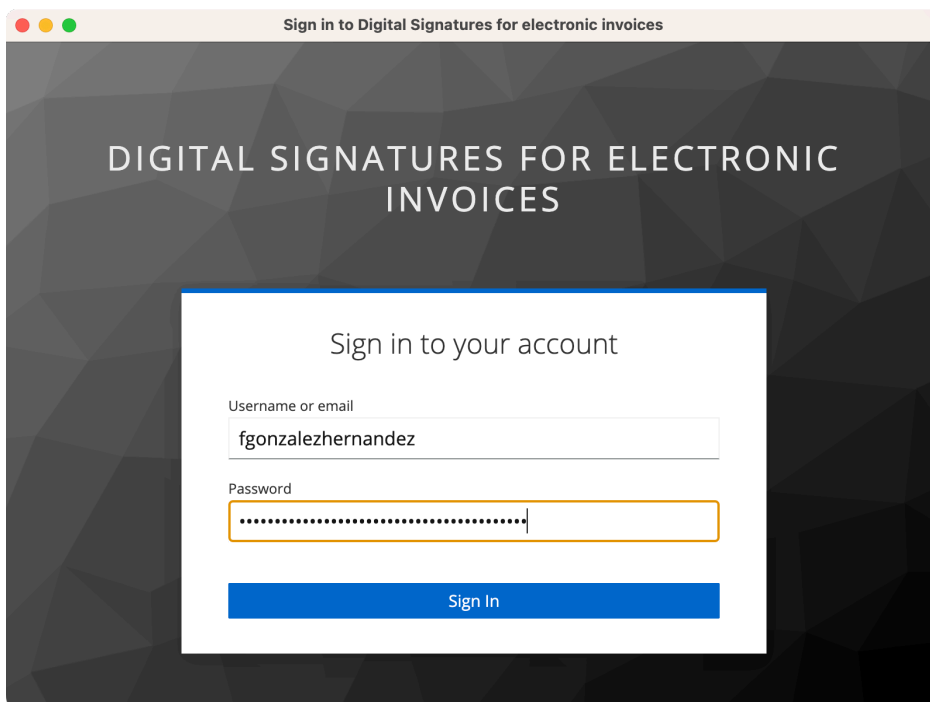 Sign in to Digital Signatures for electronic invoices
DIGITAL SIGNATURES FOR ELECTRONIC
INVOICES
Sign in to your account
Username or email
fgonzalezhernandez
Password
Sign In